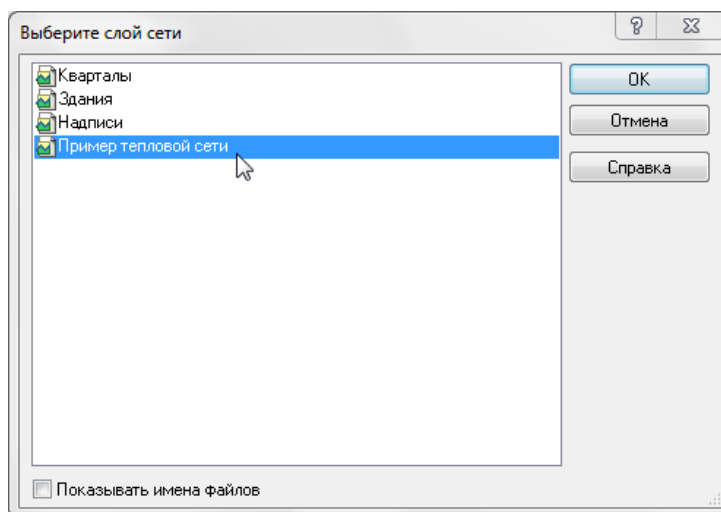 Выберите слой сети
Кварталы
Здания
Надписи
Пример тепловой сети
OK
Отмена
Справка
Показывать имена файлов